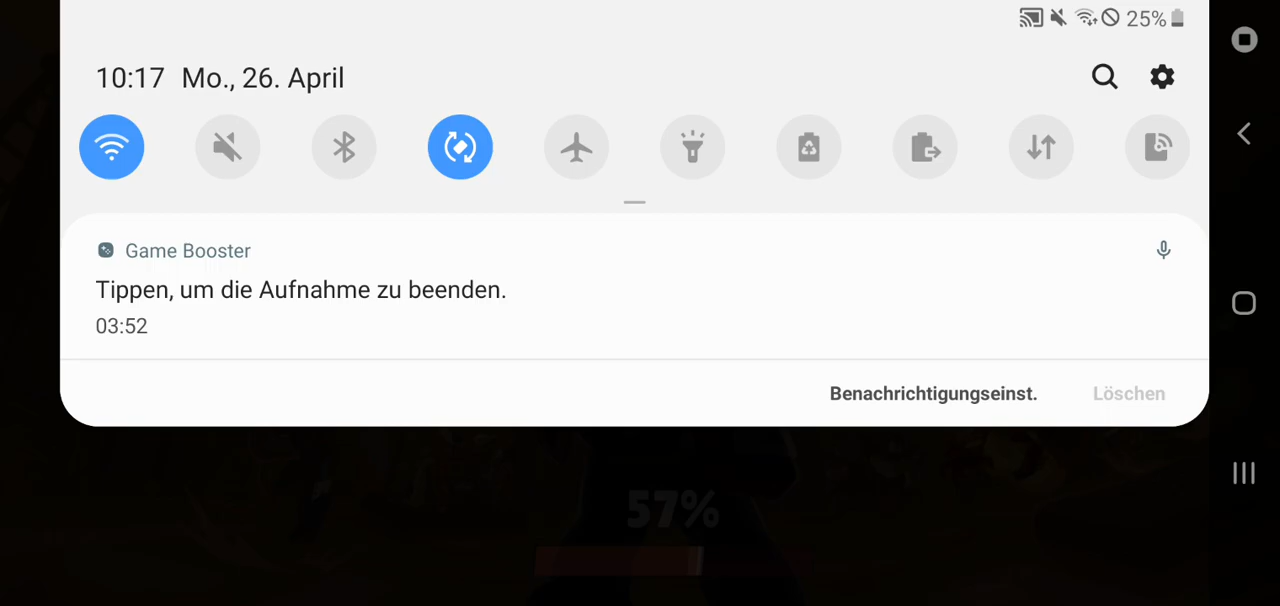 25%
10:17 Mo., 26. April
Game Booster
Tippen, um die Aufnahme zu beenden.
03:52
Benachrichtigungseinst. Löschen
57%